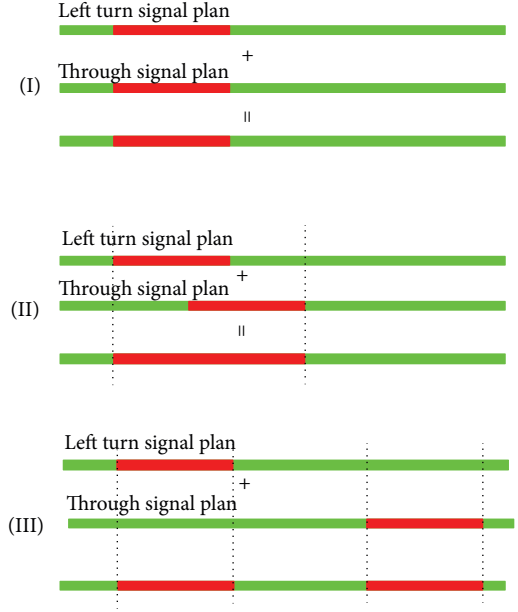 Left turn signal plan
+
Through signal plan
(I)
=
Left turn signal plan
+
Through signal plan
(II)
=
Left turn signal plan
+
Through signal plan
(III)